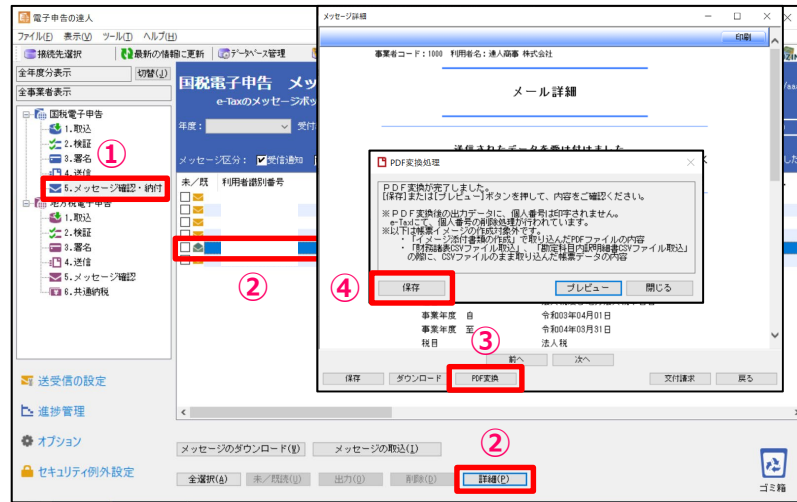 電子申告の達人
ファイル(F) 表示(V) ツール(T) ヘルプ(H)
接続先選択 最新の情報に更新 データベース管理
全年度分表示 切替(J)
全事業者表示
国税電子申告
1.取込
2.検証
①
3.署名
4.送信
5.メッセージ確認・納付
地方税電子申告
1.取込
2.検証
3.署名
4.送信
5.メッセージ確認
6.共通納税
送受信の設定
進捗管理
オプション
セキュリティ例外設定
国税電子申告 メッ
e-Taxのメッセージボッ
年度: 受付
メッセージ区分: 受信通知
未/既 利用者識別番号
②
メッセージのダウンロード(W) メッセージの取込(I)
②
全選択(A) 未/既読(U) 出力(O) 削除(D) 詳細(P)
ゴミ箱
メッセージ詳細
印刷
事業者コード:1000 利用者名:達人商事 株式会社
メール詳細
送信されたデータを受け付けました
PDF変換処理
PDF変換が完了しました。
[保存]または[プレビュー]ボタンを押して、内容をご確認ください。
※PDF変換後の出力データに、個人番号は印字されません。
e-Taxにて、個人番号の削除処理が行われています。
※以下は帳票イメージの作成対象外です。
・「イメージ添付書類の作成」で取り込んだPDFファイルの内容
・「財務諸表CSVファイル取込」、「勘定科目内訳明細書CSVファイル取込」
の際に、CSVファイルのまま取り込んだ帳票データの内容
④
保存 プレビュー 閉じる
事業年度 自 令和03年04月01日
事業年度 至 令和04年03月31日
税目 法人税
③
前へ 次へ
保存 ダウンロード PDF変換 交付請求 戻る